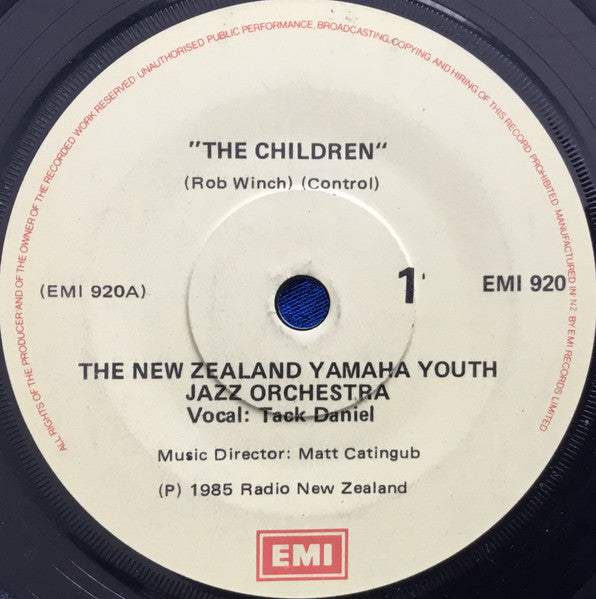 ALL RIGHTS OF THE PRODUCER AND OF THE OWNER OF THE RECORDED WORK RESERVED. UNAUTHORISED PUBLIC PERFORMANCE, BROADCASTING, COPYING AND HIRING OF THIS RECORD PROHIBITED. MANUFACTURED IN NZ BY EMI RECORDS LIMITED
"THE CHILDREN"
(Rob Winch) (Control)
(EMI 920A) 1 EMI 920
THE NEW ZEALAND YAMAHA YOUTH
JAZZ ORCHESTRA
Vocal: Tack Daniel
Music Director: Matt Catingub
(P) 1985 Radio New Zealand
EMI